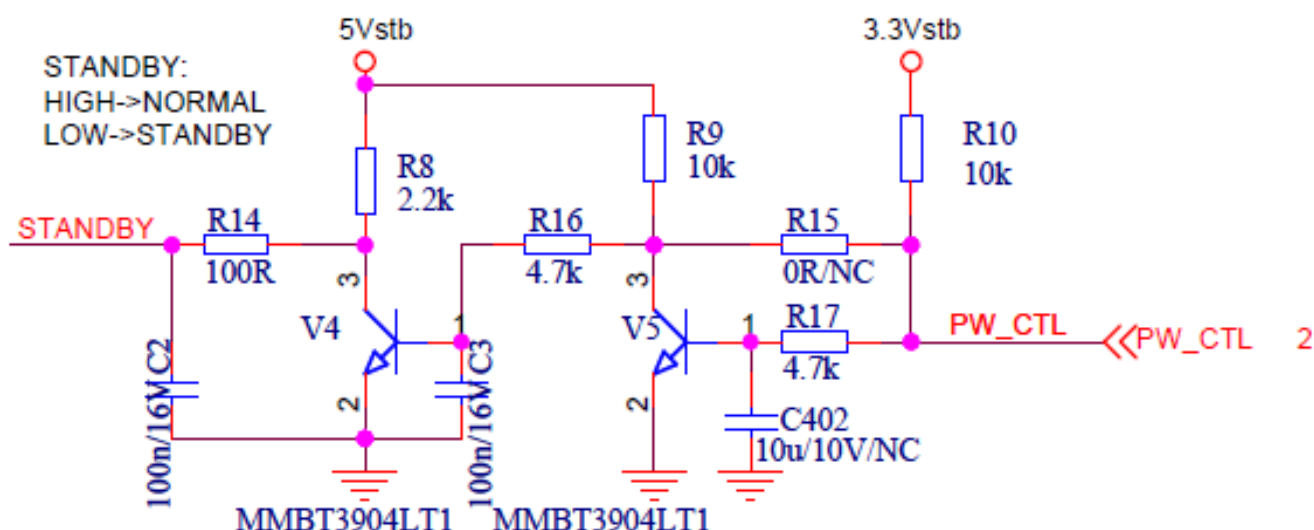 5Vstb
3.3Vstb
STANDBY:
HIGH->NORMAL
LOW->STANDBY
R9
10k
R10
10k
R8
2.2k
STANDBY
R14
100R
R16
4.7k
R15
0R/NC
3
3
V4
1
V5
1
R17
4.7k
PW_CTL
PW_CTL
2
C2
100n/16V
2
C3
100n/16V
2
C402
10u/10V/NC
MMBT3904LT1
MMBT3904LT1